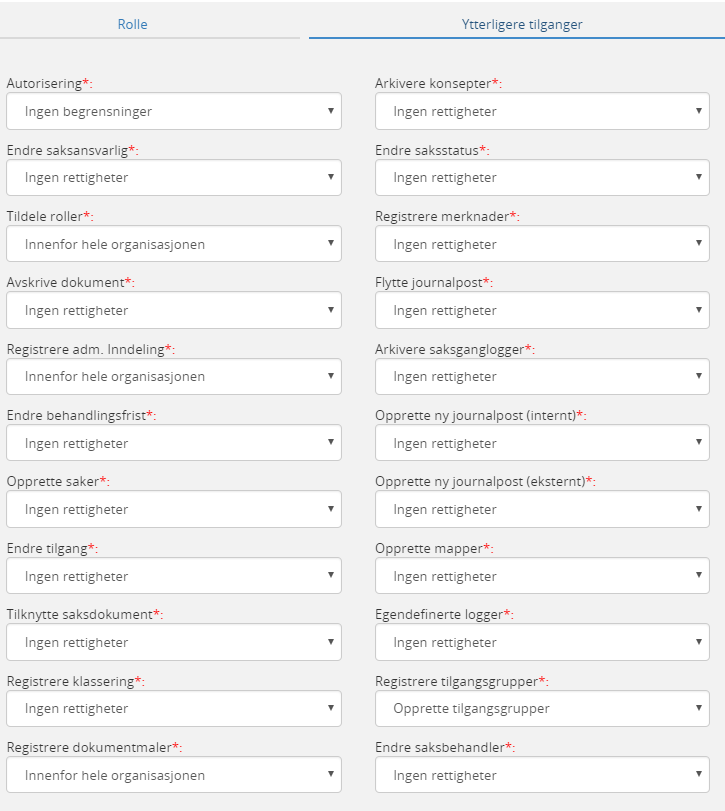 Rolle Ytterligere tilganger
Autorisering*: Arkivere konsepter*:
Ingen begrensninger Ingen rettigheter
Endre saksansvarlig*: Endre saksstatus*:
Ingen rettigheter Ingen rettigheter
Tildele roller*: Registrere merknader*:
Innenfor hele organisasjonen Ingen rettigheter
Avskrive dokument*: Flytte journalpost*:
Ingen rettigheter Ingen rettigheter
Registrere adm. Inndeling*: Arkivere saksganglogger*:
Innenfor hele organisasjonen Ingen rettigheter
Endre behandlingsfrist*: Opprette ny journalpost (internt)*:
Ingen rettigheter Ingen rettigheter
Opprette saker*: Opprette ny journalpost (eksternt)*:
Ingen rettigheter Ingen rettigheter
Endre tilgang*: Opprette mapper*:
Ingen rettigheter Ingen rettigheter
Tilknytte saksdokument*: Egendefinerte logger*:
Ingen rettigheter Ingen rettigheter
Registrere klassering*: Registrere tilgangsgrupper*:
Ingen rettigheter Opprette tilgangsgrupper
Registrere dokumentmaler*: Endre saksbehandler*:
Innenfor hele organisasjonen Ingen rettigheter